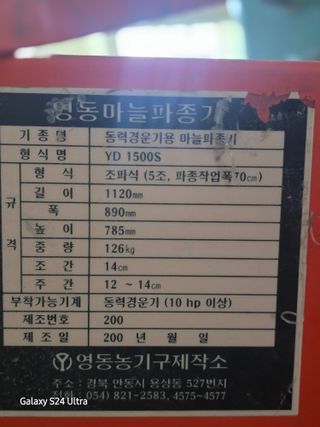 영동마늘파종기
기종명 동력경운기용 마늘파종기
형식명 YD 1500S
규격 형식 조파식 (5조, 파종작업폭70cm)
길이 1120mm
폭 890mm
높이 785mm
중량 126kg
조간 14cm
주간 12 ~ 14cm
부착가능기계 동력경운기 (10 hp 이상)
제조번호 200
제조일 200 년 월 일
영동농기구제작소
주소 : 경북 안동시 용상동 527번지
전화 : 054) 821-2583, 4575~4577
Galaxy S24 Ultra